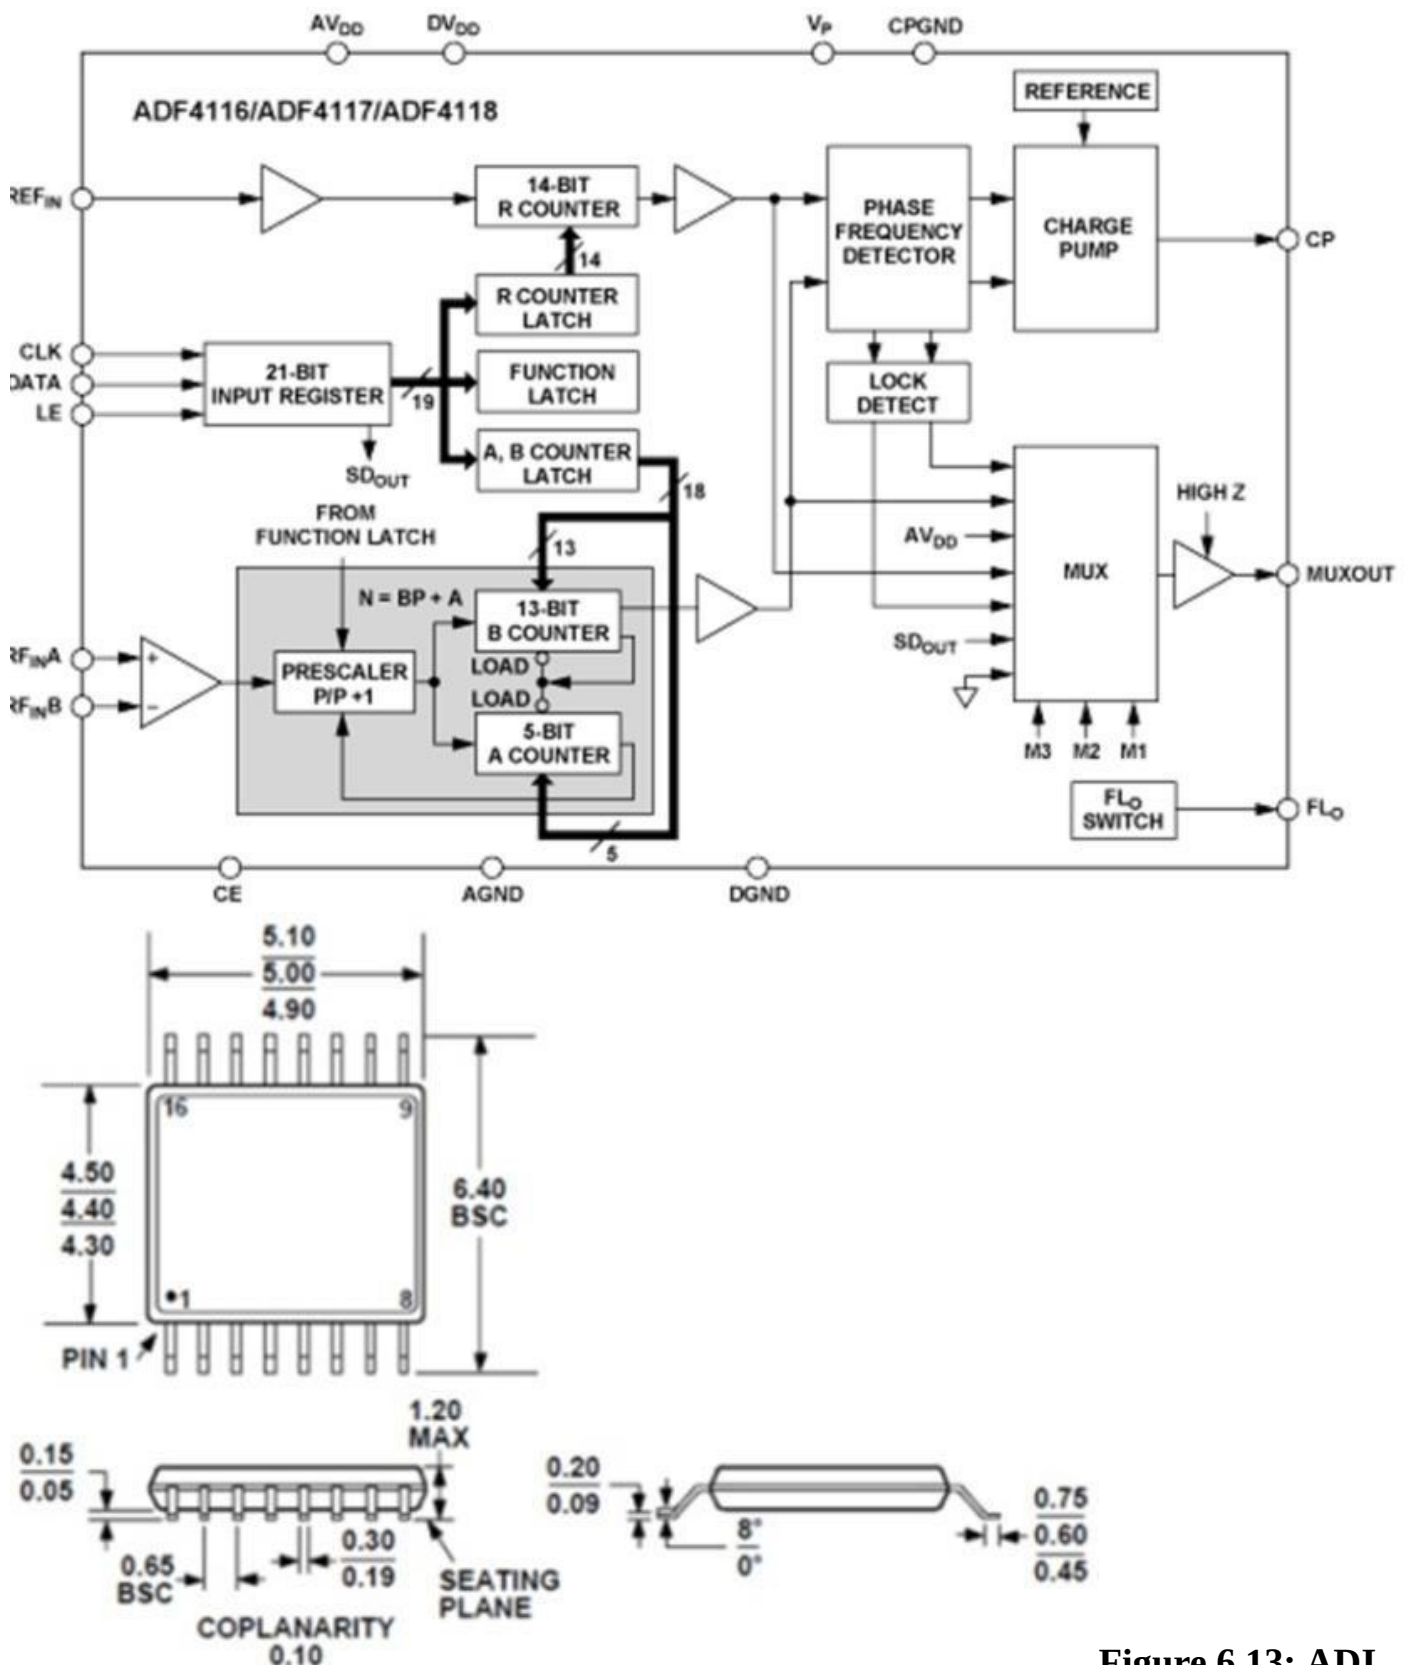 AVDD DVDD VP CPGND
ADF4116/ADF4117/ADF4118
REFERENCE
REFIN
14-BIT
R COUNTER
PHASE
FREQUENCY
DETECTOR
CHARGE
PUMP
CP
14
R COUNTER
LATCH
CLK
DATA
LE
21-BIT
INPUT REGISTER
19
FUNCTION
LATCH
LOCK
DETECT
SDOUT
A, B COUNTER
LATCH
18
FROM
FUNCTION LATCH
13
HIGH Z
AVDD
MUX
MUXOUT
N = BP + A
13-BIT
B COUNTER
RFINA
RFINB
+
–
PRESCALER
P/P +1
LOAD
LOAD
5-BIT
A COUNTER
SDOUT
M3 M2 M1
FLO
SWITCH
FLO
5
CE AGND DGND
5.10
5.00
4.90
16 9
4.50
4.40
4.30
6.40
BSC
1 8
PIN 1
1.20
MAX
0.15
0.05
0.65
BSC
0.30
0.19
SEATING
PLANE
COPLANARITY
0.10
0.20
0.09
8°
0°
0.75
0.60
0.45
Figure 6.13: ADI